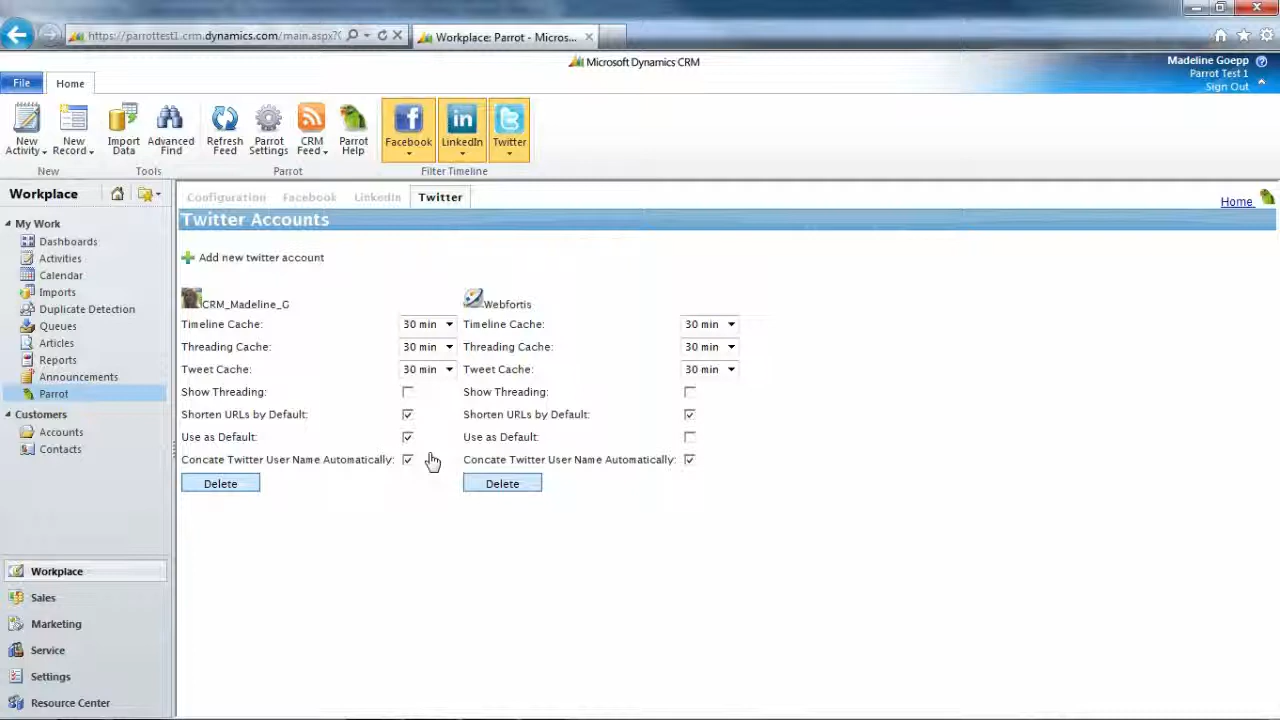 https://parrottest1.crm.dynamics.com/main.aspx?
Workplace: Parrot - Micros...
Microsoft Dynamics CRM
Madeline Goepp
Parrot Test 1
Sign Out
File
Home
New Activity
New Record
Import Data
Advanced Find
Refresh Feed
Parrot Settings
CRM Feed
Parrot Help
Facebook
LinkedIn
Twitter
New
Tools
Parrot
Filter Timeline
Workplace
My Work
Dashboards
Activities
Calendar
Imports
Duplicate Detection
Queues
Articles
Reports
Announcements
Parrot
Customers
Accounts
Contacts
Workplace
Sales
Marketing
Service
Settings
Resource Center
Configuration Facebook LinkedIn Twitter
Home
Twitter Accounts
Add new twitter account
CRM_Madeline_G
Timeline Cache: 30 min
Threading Cache: 30 min
Tweet Cache: 30 min
Show Threading:
Shorten URLs by Default:
Use as Default:
Concate Twitter User Name Automatically:
Delete
Webfortis
Timeline Cache: 30 min
Threading Cache: 30 min
Tweet Cache: 30 min
Show Threading:
Shorten URLs by Default:
Use as Default:
Concate Twitter User Name Automatically:
Delete